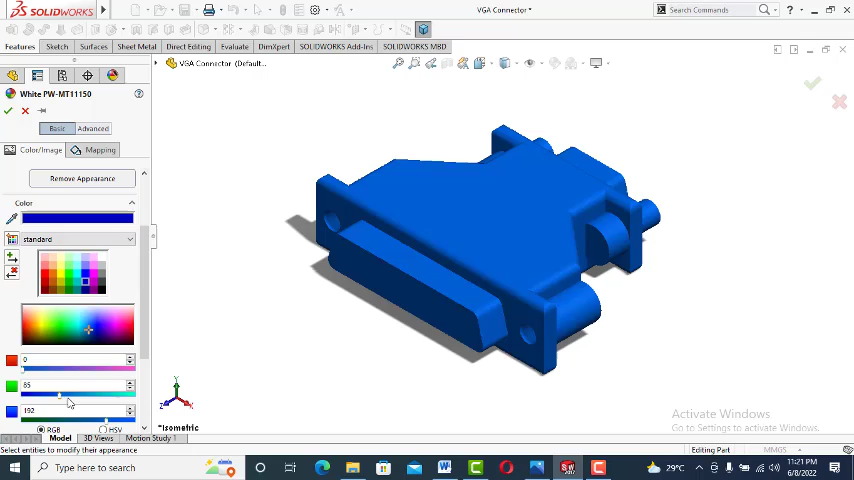 SOLIDWORKS
VGA Connector *
Search Commands
Features
Sketch
Surfaces
Sheet Metal
Direct Editing
Evaluate
DimXpert
SOLIDWORKS Add-Ins
SOLIDWORKS MBD
VGA Connector (Default...
White PW-MT11150
Basic
Advanced
Color/Image
Mapping
Remove Appearance
Color
standard
0
85
192
RGB
HSV
Y
Z
X
*Isometric
Activate Windows
Go to Settings to activate Windows.
Model
3D Views
Motion Study 1
Select entities to modify their appearance
Editing Part
MMGS
Type here to search
29°C
11:21 PM
6/8/2022